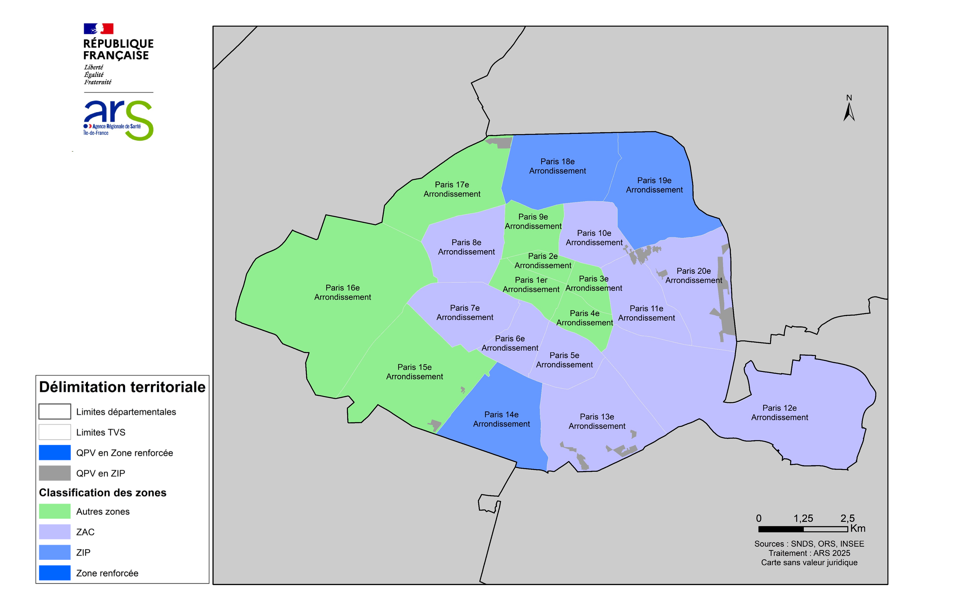 RÉPUBLIQUE
FRANÇAISE
Liberté
Égalité
Fraternité
ars
Agence Régionale de Santé
Île-de-France
N
Paris 18e
Arrondissement
Paris 17e
Arrondissement
Paris 19e
Arrondissement
Paris 9e
Arrondissement
Paris 10e
Arrondissement
Paris 8e
Arrondissement
Paris 2e
Arrondissement
Paris 20e
Arrondissement
Paris 1er
Arrondissement
Paris 3e
Arrondissement
Paris 16e
Arrondissement
Paris 7e
Arrondissement
Paris 11e
Arrondissement
Paris 4e
Arrondissement
Paris 6e
Arrondissement
Paris 5e
Arrondissement
Paris 15e
Arrondissement
Paris 12e
Arrondissement
Paris 14e
Arrondissement
Paris 13e
Arrondissement
Délimitation territoriale
Limites départementales
Limites TVS
QPV en Zone renforcée
QPV en ZIP
Classification des zones
Autres zones
ZAC
ZIP
Zone renforcée
0 1,25 2,5
Km
Sources : SNDS, ORS, INSEE
Traitement : ARS 2025
Carte sans valeur juridique